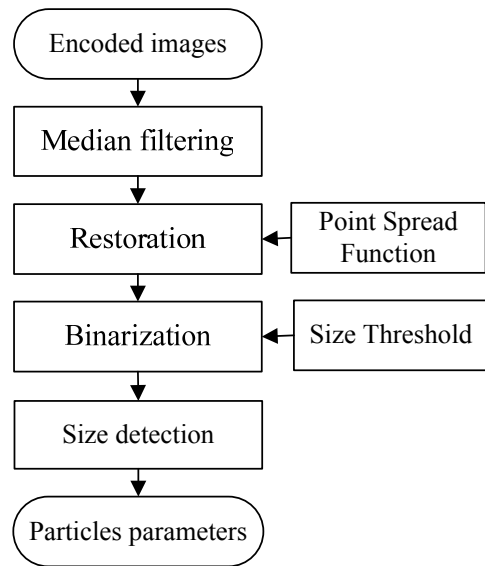 Encoded images
Median filtering
Restoration
Point Spread
Function
Binarization
Size Threshold
Size detection
Particles parameters